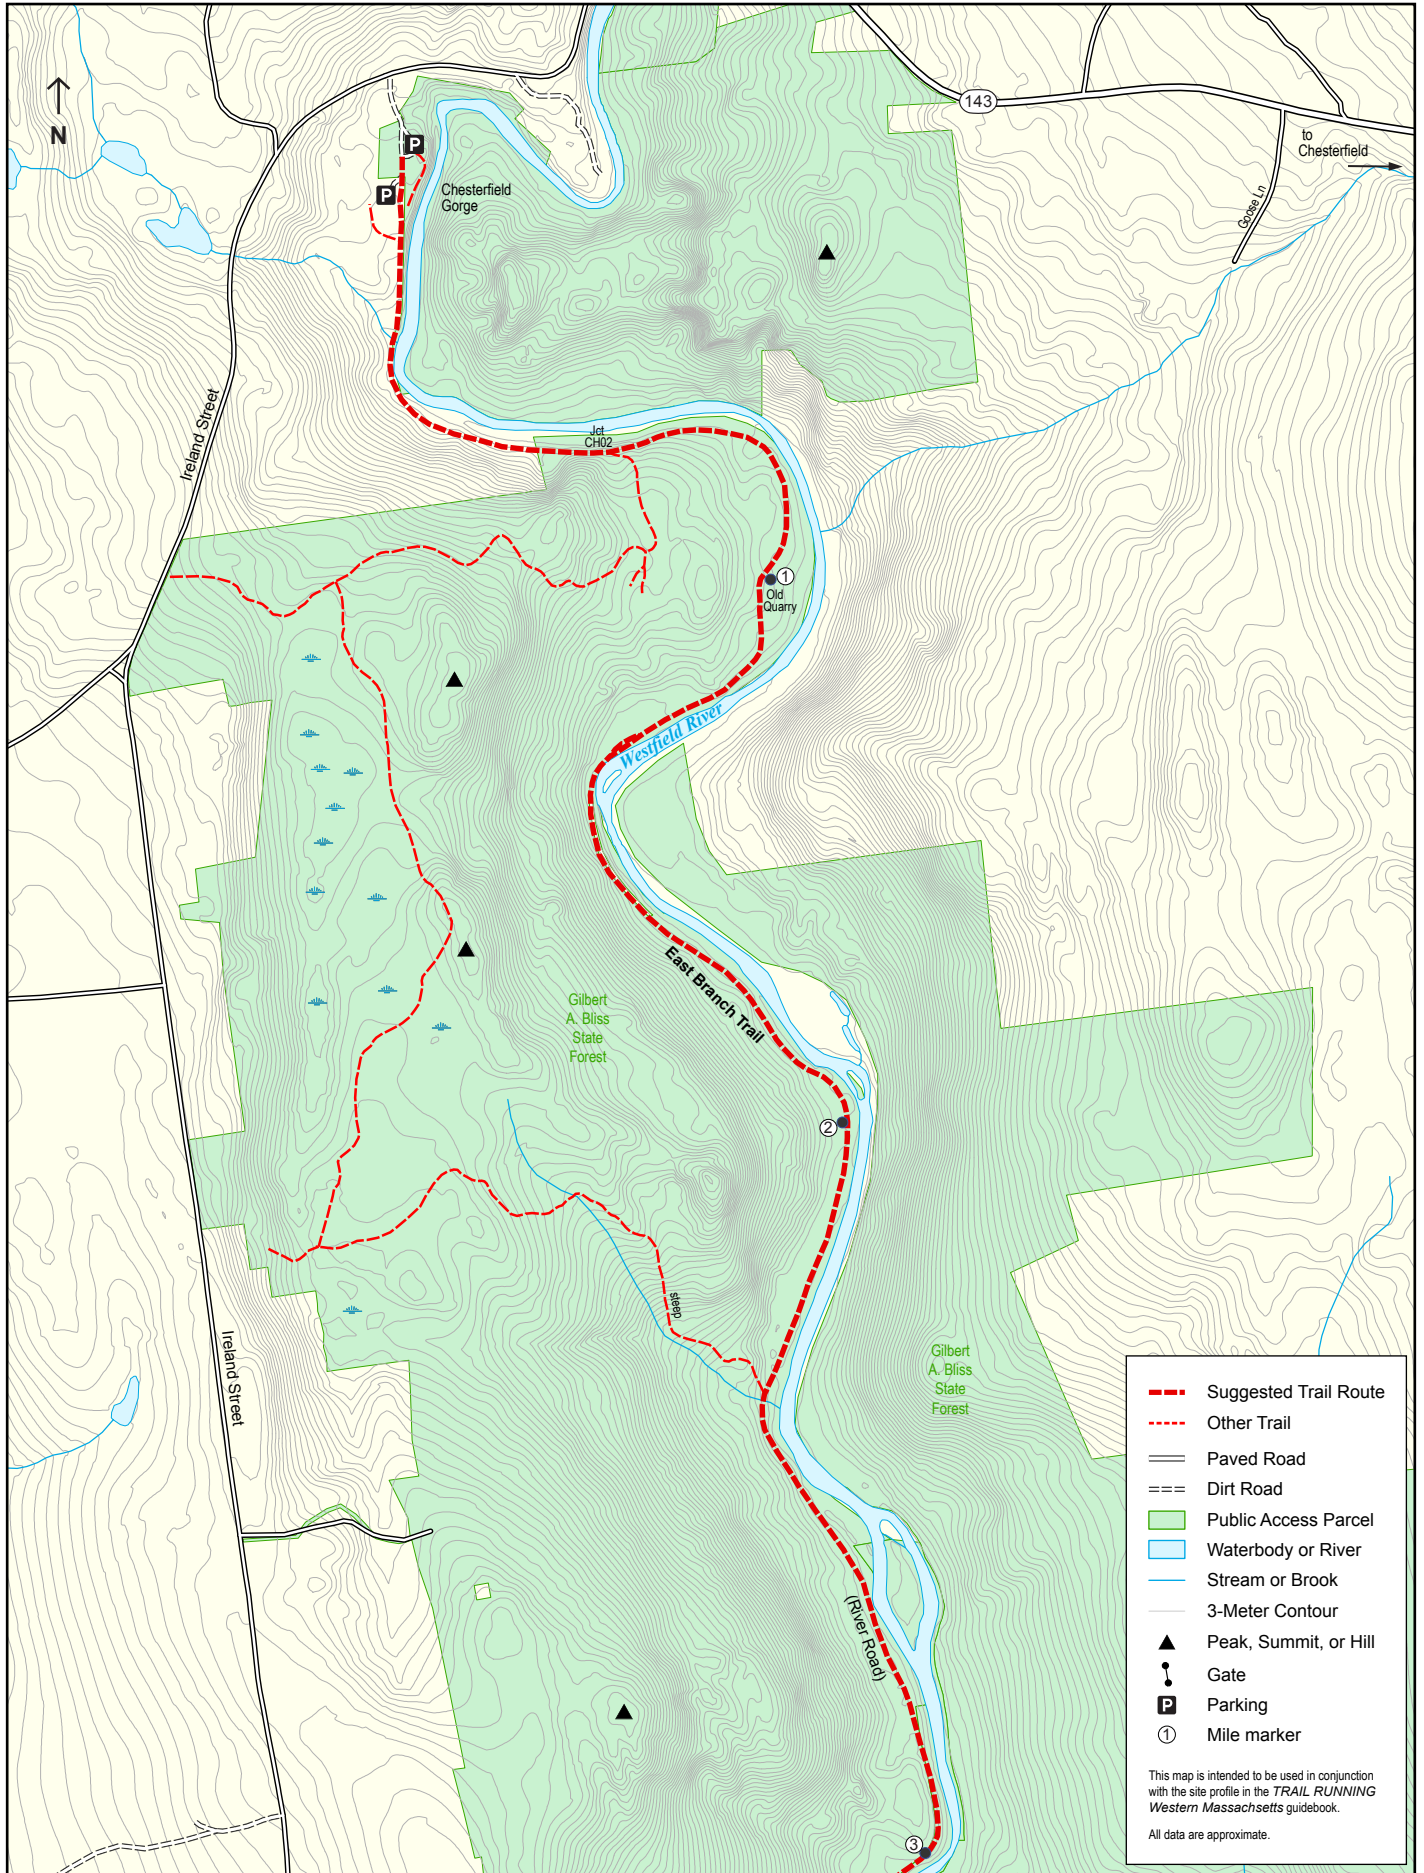 143
to
Chesterfield
N
P
P
Chesterfield
Gorge
Goose Ln
Ireland Street
Jct
CH02
1
Old
Quarry
Westfield River
East Branch Trail
Gilbert
A. Bliss
State
Forest
2
steep
Ireland Street
Gilbert
A. Bliss
State
Forest
(River Road)
3
Suggested Trail Route
Other Trail
Paved Road
Dirt Road
Public Access Parcel
Waterbody or River
Stream or Brook
3-Meter Contour
Peak, Summit, or Hill
Gate
P Parking
1 Mile marker
This map is intended to be used in conjunction
with the site profile in the TRAIL RUNNING
Western Massachsetts guidebook.
All data are approximate.